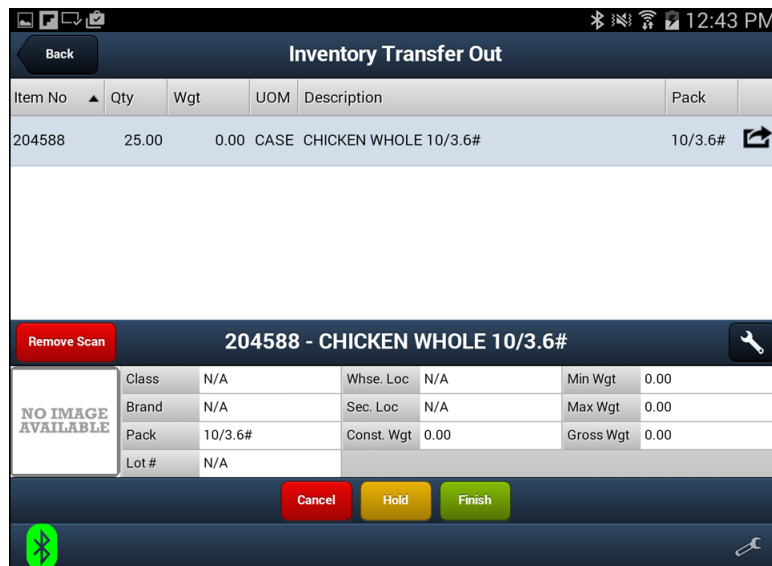 12:43 PM
Back
Inventory Transfer Out
Item No Qty Wgt UOM Description Pack
204588 25.00 0.00 CASE CHICKEN WHOLE 10/3.6# 10/3.6#
Remove Scan
204588 - CHICKEN WHOLE 10/3.6#
NO IMAGE
AVAILABLE
Class N/A Whse. Loc N/A Min Wgt 0.00
Brand N/A Sec. Loc N/A Max Wgt 0.00
Pack 10/3.6# Const. Wgt 0.00 Gross Wgt 0.00
Lot # N/A
Cancel Hold Finish